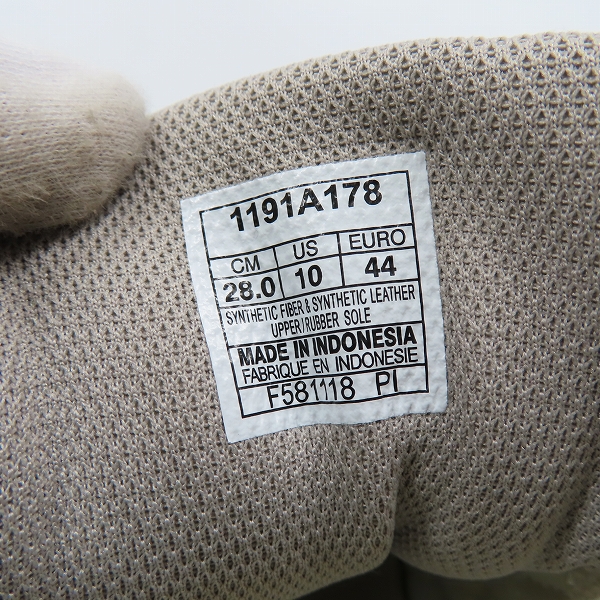 1191A178
CM US EURO
28.0 10 44
SYNTHETIC FIBER & SYNTHETIC LEATHER
UPPER/RUBBER SOLE
MADE IN INDONESIA
FABRIQUE EN INDONESIE
F581118 PI